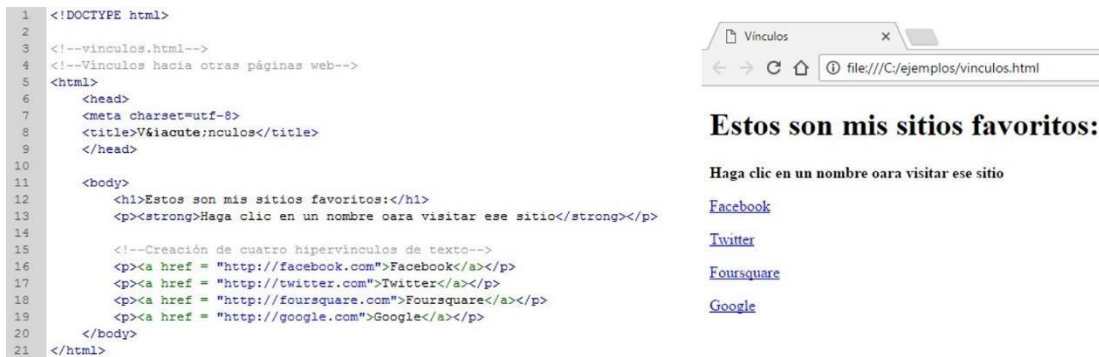 1 <!DOCTYPE html>
2
3 <!--vinculos.html-->
4 <!--Vínculos hacia otras páginas web-->
5 <html>
6 <head>
7 <meta charset=utf-8>
8 <title>V&iacute;nculos</title>
9 </head>
10
11 <body>
12 <h1>Estos son mis sitios favoritos:</h1>
13 <p><strong>Haga clic en un nombre oara visitar ese sitio</strong></p>
14
15 <!--Creación de cuatro hipervínculos de texto-->
16 <p><a href = "http://facebook.com">Facebook</a></p>
17 <p><a href = "http://twitter.com">Twitter</a></p>
18 <p><a href = "http://foursquare.com">Foursquare</a></p>
19 <p><a href = "http://google.com">Google</a></p>
20 </body>
21 </html>
Vínculos
file:///C:/ejemplos/vinculos.html
Estos son mis sitios favoritos:
Haga clic en un nombre oara visitar ese sitio
Facebook
Twitter
Foursquare
Google